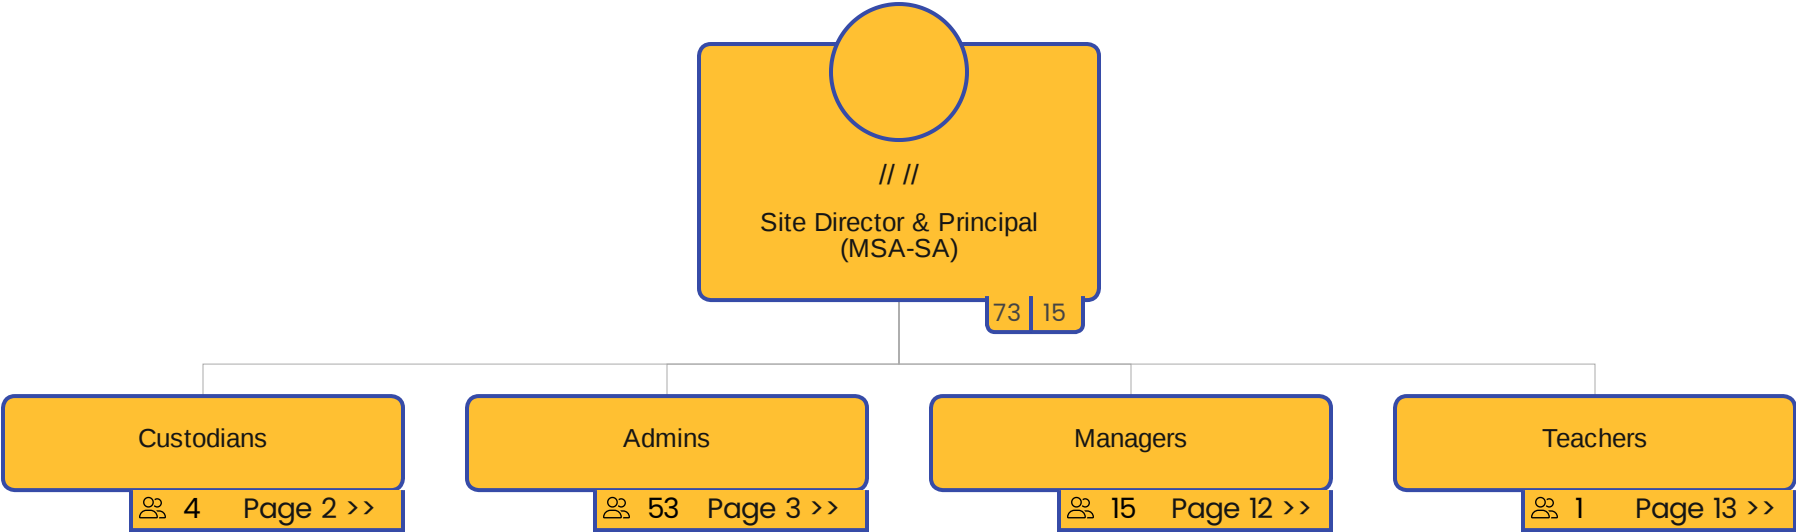 // //
Site Director & Principal
(MSA-SA)
73 15
Custodians
4 Page 2 >>
Admins
53 Page 3 >>
Managers
15 Page 12 >>
Teachers
1 Page 13 >>